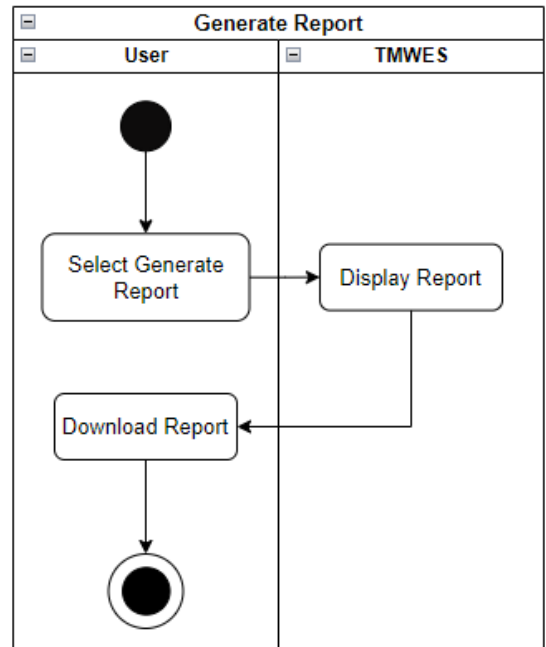 Generate Report
User
TMWES
Select Generate
Report
Display Report
Download Report